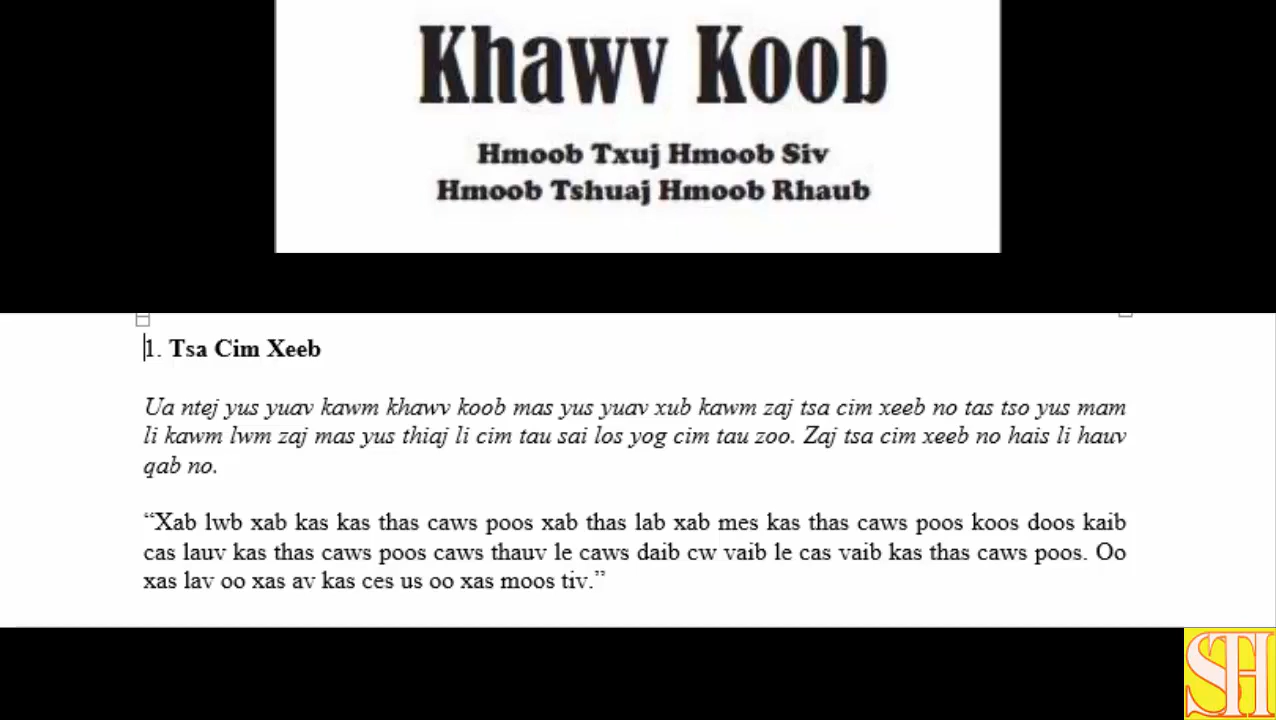 Khawv Koob
Hmoob Txuj Hmoob Siv
Hmoob Tshuaj Hmoob Rhaub
1. Tsa Cim Xeeb
Ua ntej yus yuav kawm khawv koob mas yus yuav xub kawm zaj tsa cim xeeb no tas tso yus mam
li kawm lwm zaj mas yus thiaj li cim tau sai los yog cim tau zoo. Zaj tsa cim xeeb no hais li hauv
qab no.
“Xab lwb xab kas kas thas caws poos xab thas lab xab mes kas thas caws poos koos doos kaib
cas lauv kas thas caws poos caws thauv le caws daib cw vaib le cas vaib kas thas caws poos. Oo
xas lav oo xas av kas ces us oo xas moos tiv.”
STH